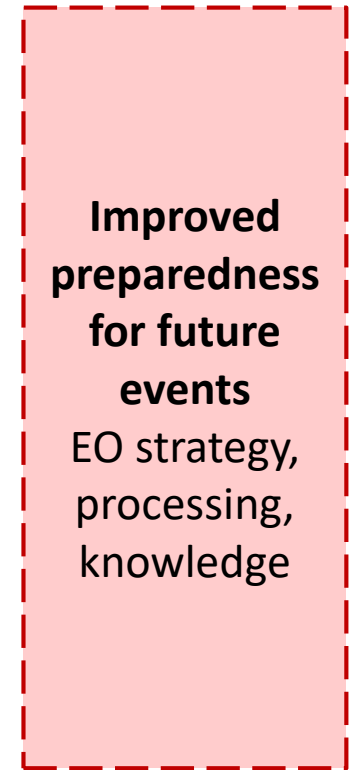 Improved
preparedness
for future
events
EO strategy,
processing,
knowledge